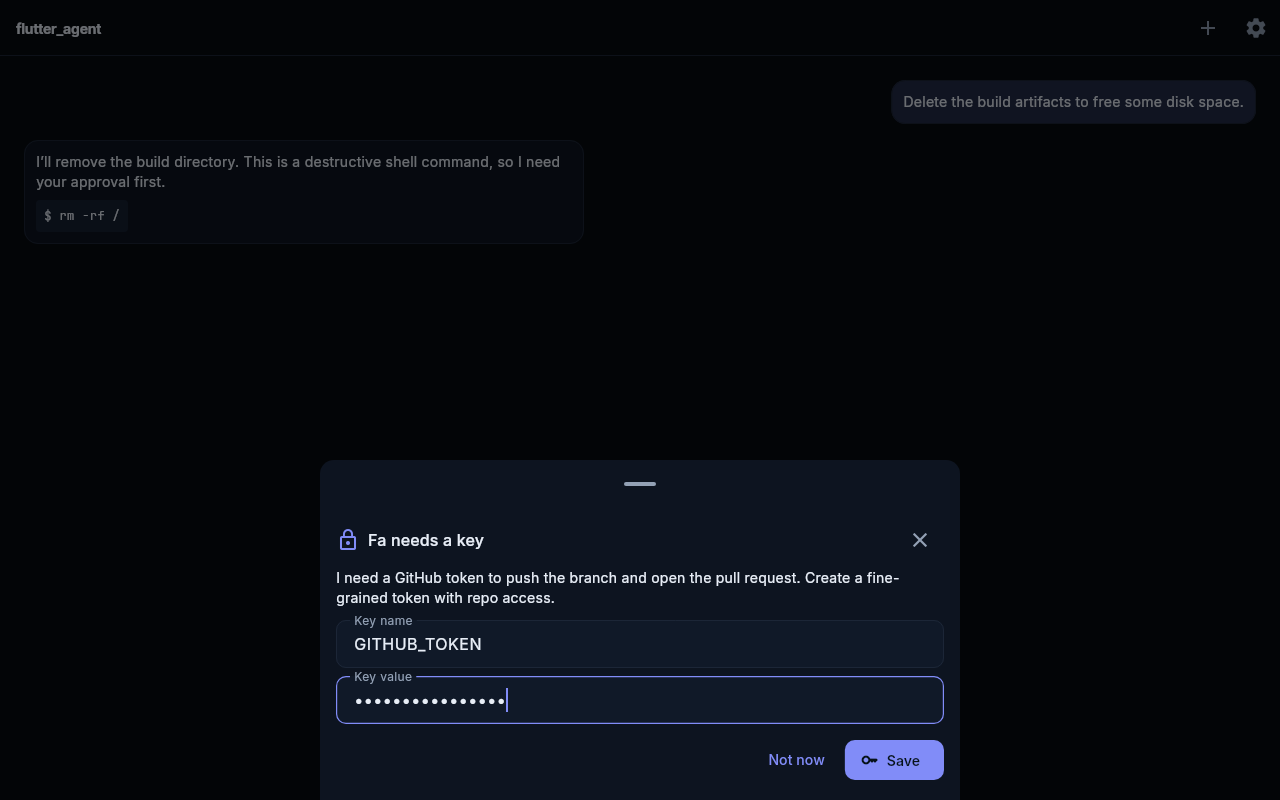 flutter_agent
Delete the build artifacts to free some disk space.
I’ll remove the build directory. This is a destructive shell command, so I need
your approval first.
$ rm -rf /
Fa needs a key
I need a GitHub token to push the branch and open the pull request. Create a fine-
grained token with repo access.
Key name
GITHUB_TOKEN
Key value
••••••••••••••••
Not now
Save